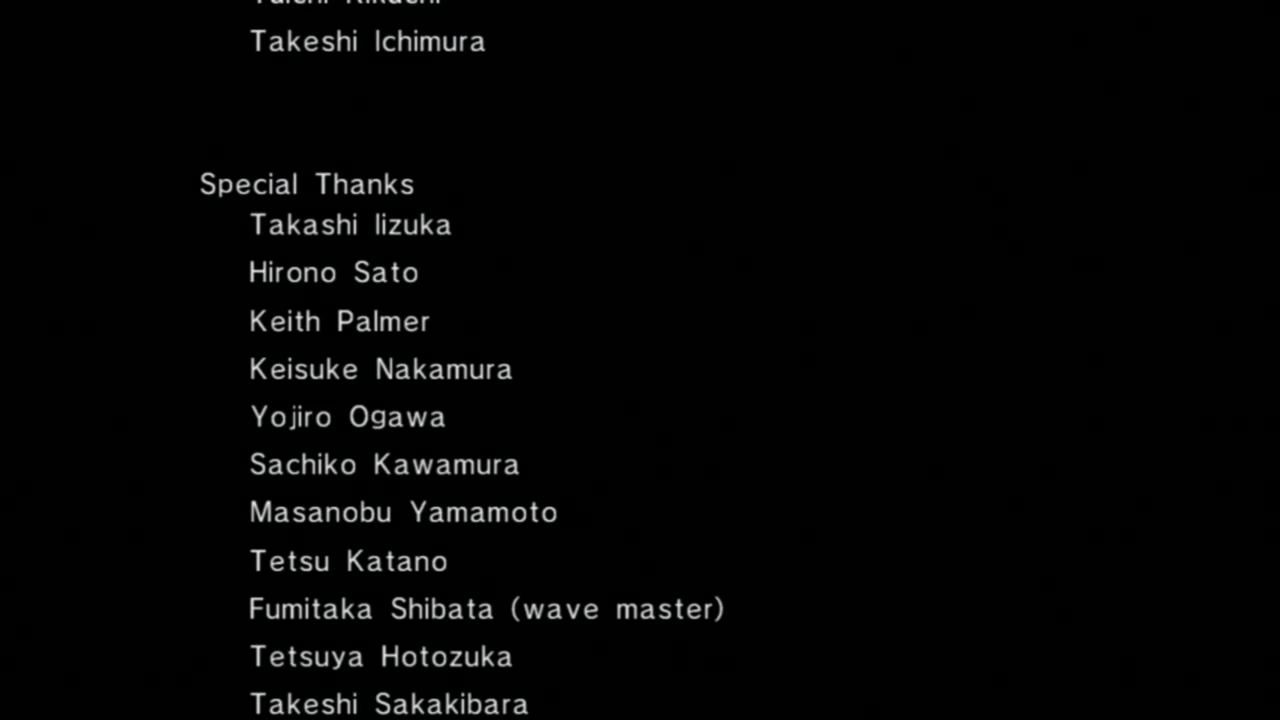 Takeshi Ichimura
Special Thanks
Takashi Iizuka
Hirono Sato
Keith Palmer
Keisuke Nakamura
Yojiro Ogawa
Sachiko Kawamura
Masanobu Yamamoto
Tetsu Katano
Fumitaka Shibata (wave master)
Tetsuya Hotozuka
Takeshi Sakakibara